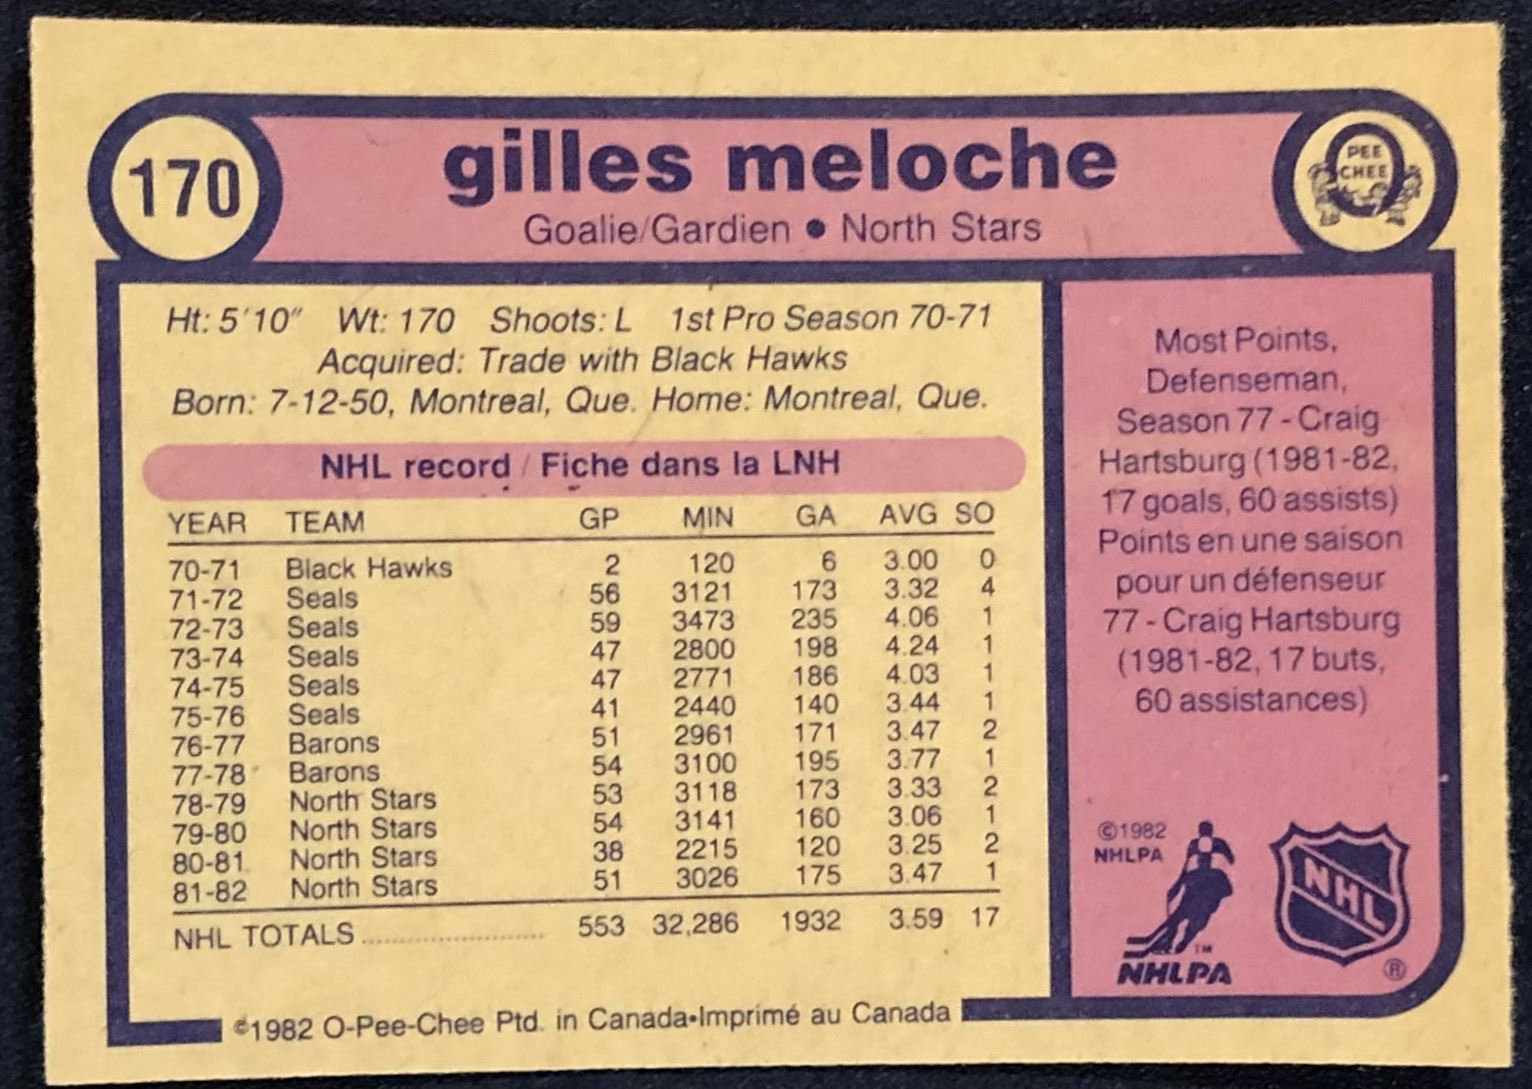 170
gilles meloche
Goalie/Gardien • North Stars
PEE
CHEE
Ht: 5'10" Wt: 170 Shoots: L 1st Pro Season 70-71
Acquired: Trade with Black Hawks
Born: 7-12-50, Montreal, Que. Home: Montreal, Que.
NHL record / Fiche dans la LNH
YEAR TEAM GP MIN GA AVG SO
70-71 Black Hawks 2 120 6 3.00 0
71-72 Seals 56 3121 173 3.32 4
72-73 Seals 59 3473 235 4.06 1
73-74 Seals 47 2800 198 4.24 1
74-75 Seals 47 2771 186 4.03 1
75-76 Seals 41 2440 140 3.44 1
76-77 Barons 51 2961 171 3.47 2
77-78 Barons 54 3100 195 3.77 1
78-79 North Stars 53 3118 173 3.33 2
79-80 North Stars 54 3141 160 3.06 1
80-81 North Stars 38 2215 120 3.25 2
81-82 North Stars 51 3026 175 3.47 1
NHL TOTALS ........................ 553 32,286 1932 3.59 17
©1982 O-Pee-Chee Ptd. in Canada•Imprimé au Canada
Most Points,
Defenseman,
Season 77 - Craig
Hartsburg (1981-82,
17 goals, 60 assists)
Points en une saison
pour un défenseur
77 - Craig Hartsburg
(1981-82, 17 buts,
60 assistances)
©1982
NHLPA
TM
NHLPA
NHL
®